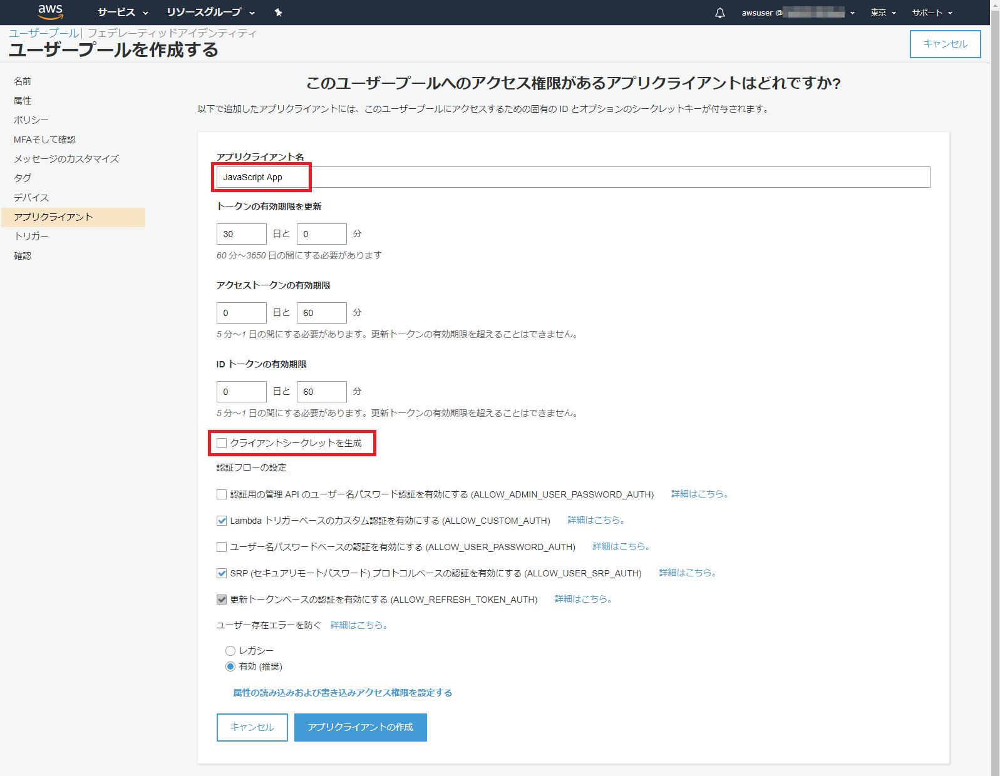 aws サービス リソースグループ awsuser @ 東京 サポート
ユーザープール| フェデレーティッドアイデンティティ
ユーザープールを作成する
キャンセル
名前
属性
ポリシー
MFAそして確認
メッセージのカスタマイズ
タグ
デバイス
アプリクライアント
トリガー
確認
このユーザープールへのアクセス権限があるアプリクライアントはどれですか?
以下で追加したアプリクライアントには、このユーザープールにアクセスするための固有の ID とオプションのシークレットキーが付与されます。
アプリクライアント名
JavaScript App
トークンの有効期限を更新
30 日と 0 分
60 分～3650 日の間にする必要があります
アクセストークンの有効期限
0 日と 60 分
5 分～1 日の間にする必要があります。更新トークンの有効期限を超えることはできません。
ID トークンの有効期限
0 日と 60 分
5 分～1 日の間にする必要があります。更新トークンの有効期限を超えることはできません。
クライアントシークレットを生成
認証フローの設定
認証用の管理 API のユーザー名パスワード認証を有効にする (ALLOW_ADMIN_USER_PASSWORD_AUTH) 詳細はこちら。
Lambda トリガーベースのカスタム認証を有効にする (ALLOW_CUSTOM_AUTH) 詳細はこちら。
ユーザー名パスワードベースの認証を有効にする (ALLOW_USER_PASSWORD_AUTH) 詳細はこちら。
SRP (セキュアリモートパスワード) プロトコルベースの認証を有効にする (ALLOW_USER_SRP_AUTH) 詳細はこちら。
更新トークンベースの認証を有効にする (ALLOW_REFRESH_TOKEN_AUTH) 詳細はこちら。
ユーザー存在エラーを防ぐ 詳細はこちら。
レガシー
有効 (推奨)
属性の読み込みおよび書き込みアクセス権限を設定する
キャンセル アプリクライアントの作成